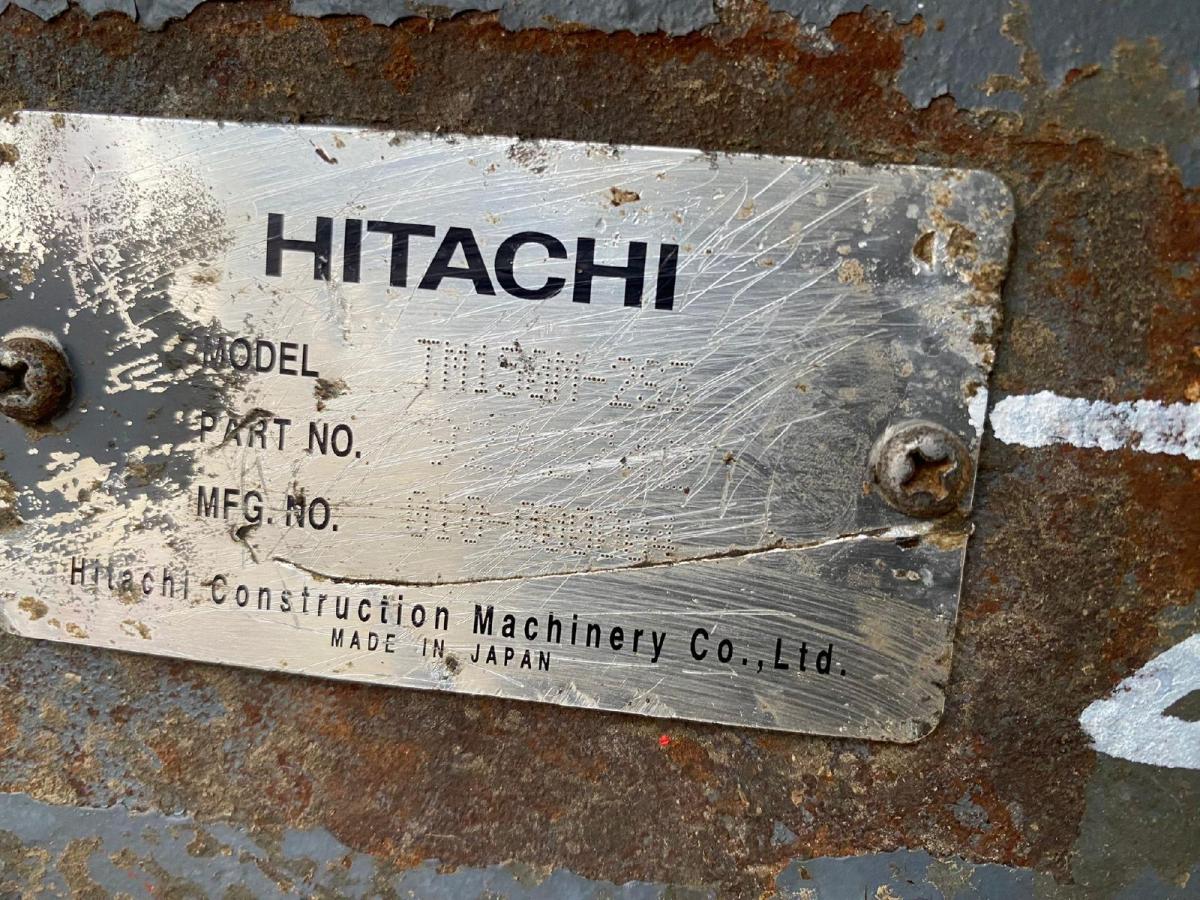 HITACHI
MODEL
PART NO.
MFG. NO.
Hitachi Construction Machinery Co.,Ltd.
MADE IN JAPAN